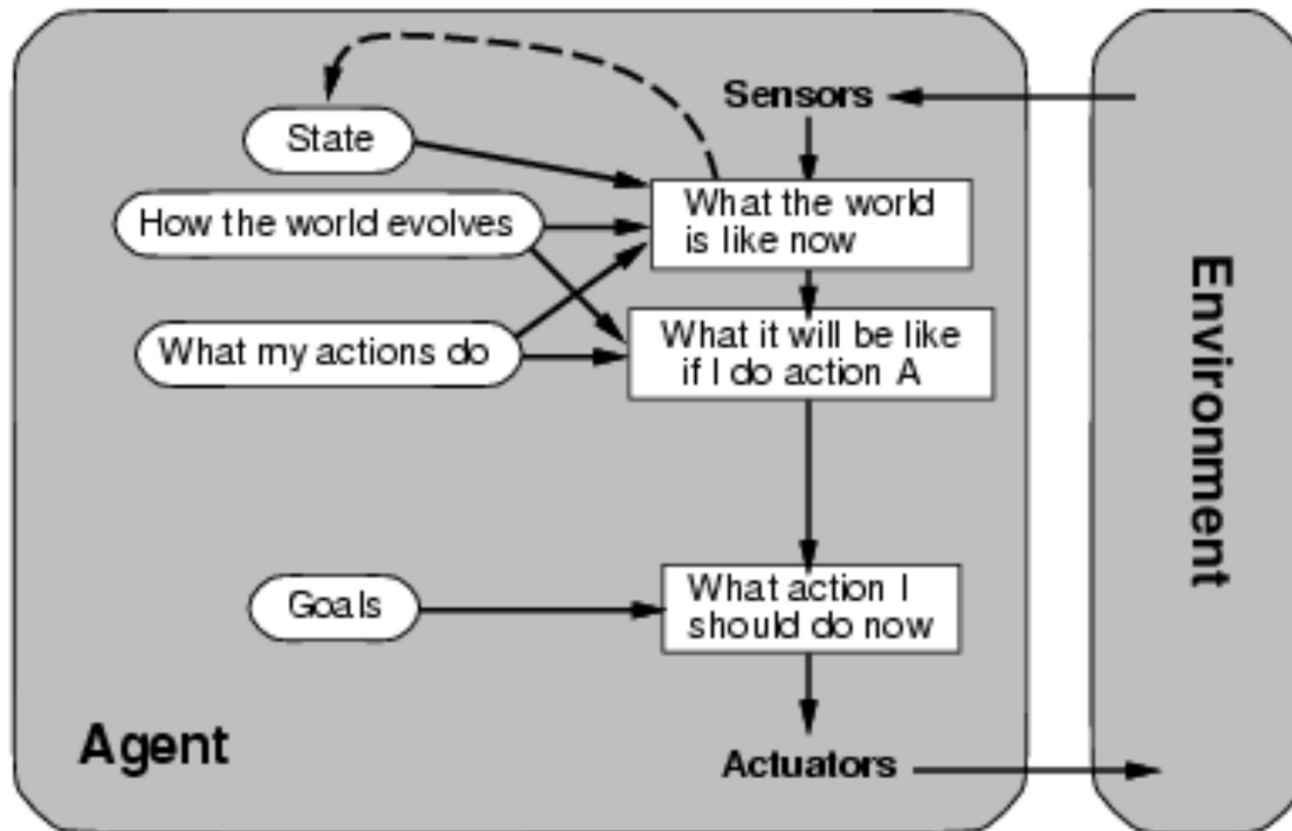 Sensors
State
What the world
is like now
How the world evolves
What it will be like
if I do action A
What my actions do
Goals
What action I
should do now
Agent
Actuators
Environment